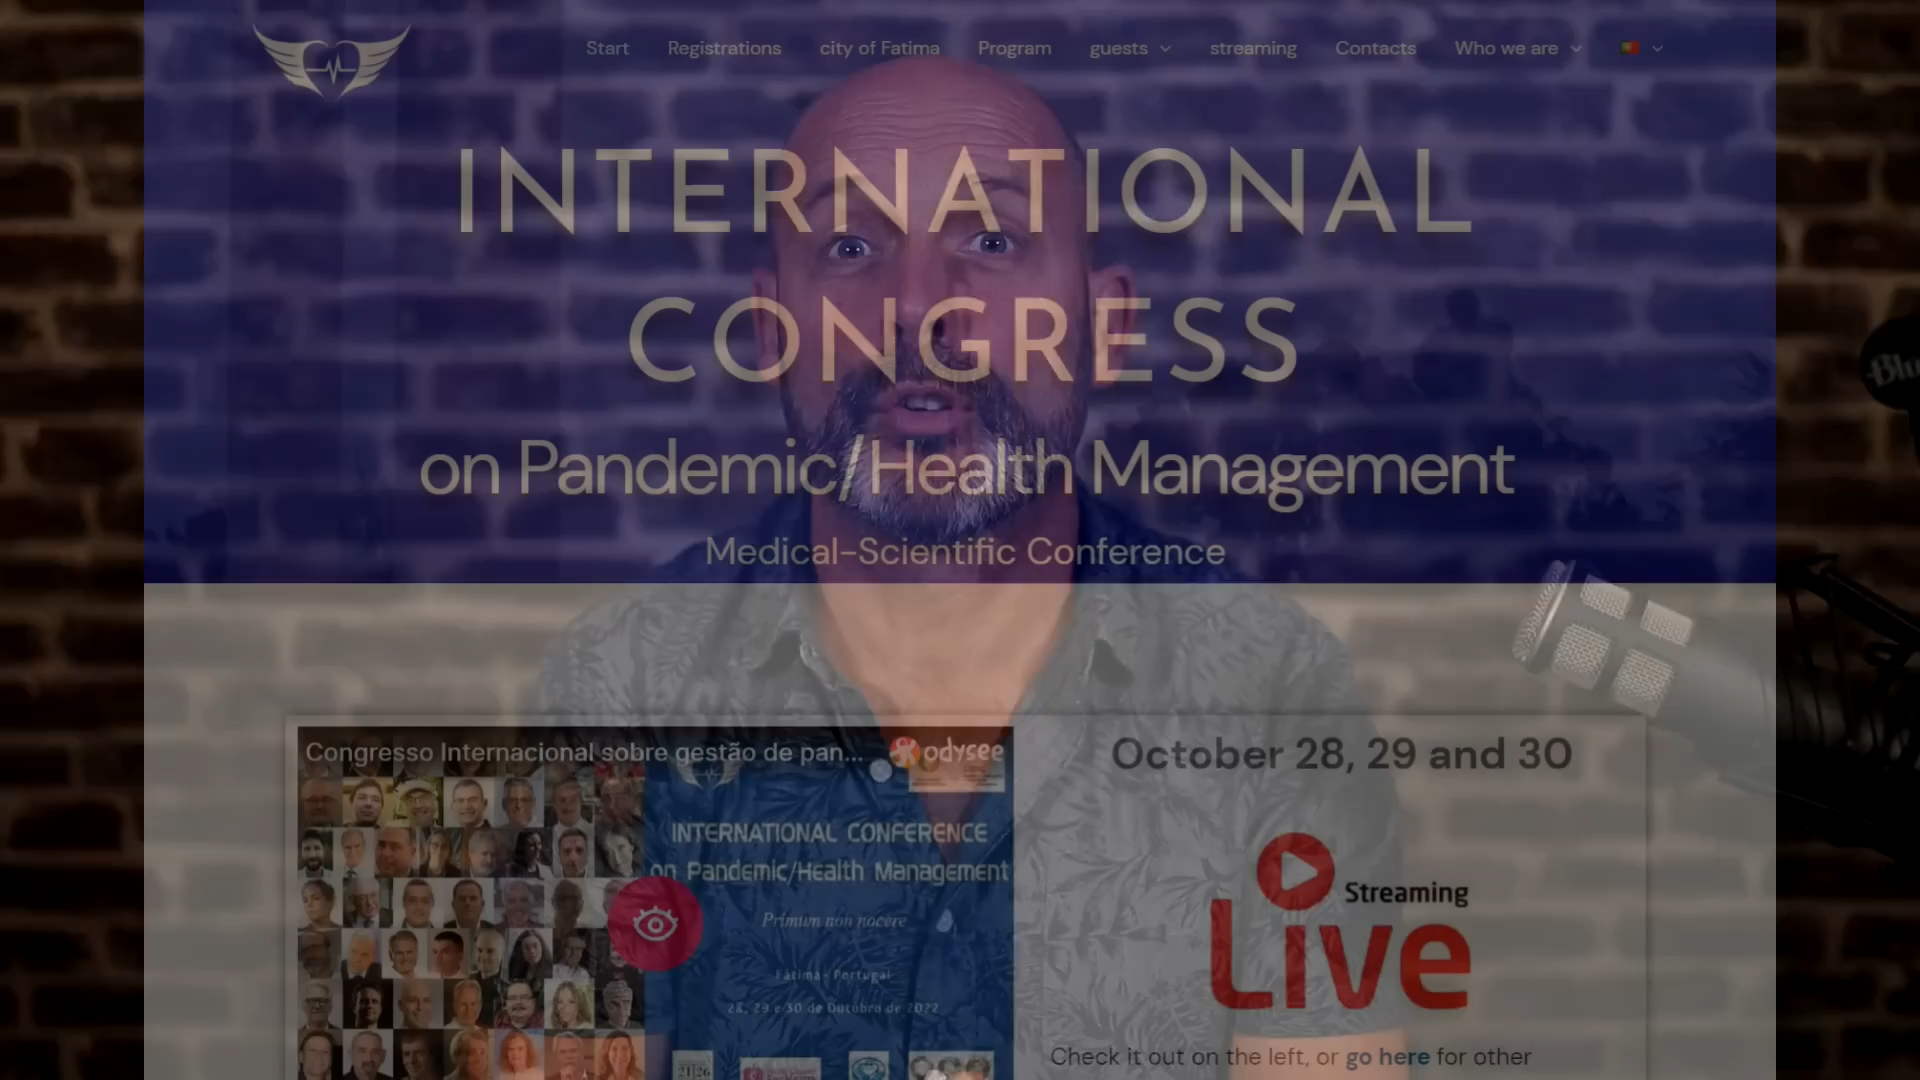 Start Registrations city of Fatima Program guests streaming Contacts Who we are
INTERNATIONAL
CONGRESS
on Pandemic/Health Management
Medical-Scientific Conference
Blu
Congresso Internacional sobre gestão de pan...
odysee
INTERNATIONAL CONFERENCE
on Pandemic/Health Management
Primum non nocere
Fátima - Portugal
28, 29 e 30 de Outubro de 2022
21|26
October 28, 29 and 30
Streaming
Live
Check it out on the left, or go here for other